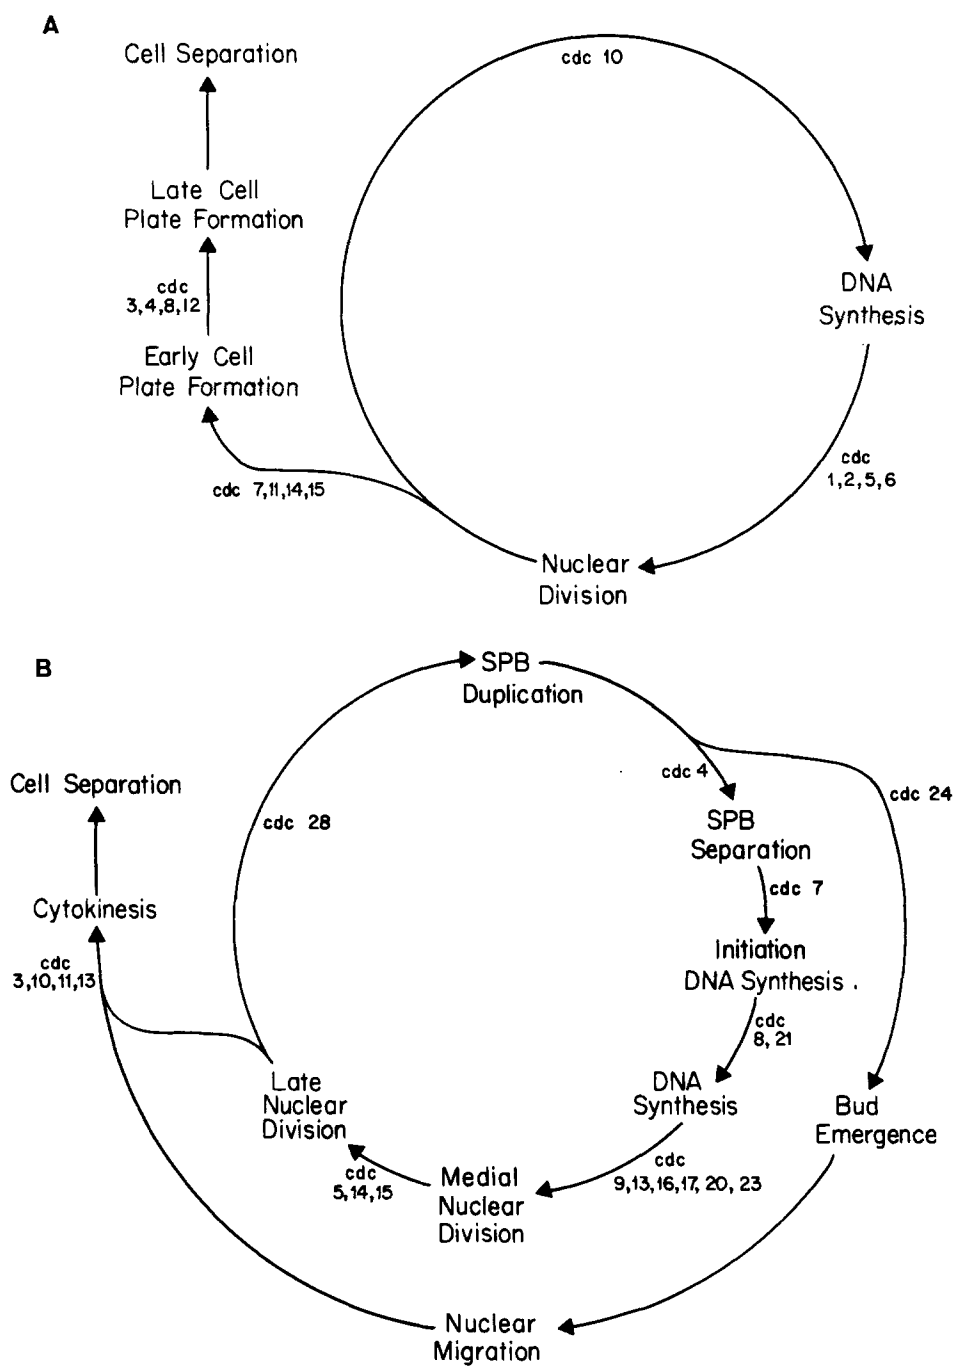 A
cdc 10
Cell Separation
Late Cell
Plate Formation
cdc
3,4,8,12
DNA
Synthesis
Early Cell
Plate Formation
cdc
1,2,5,6
cdc 7,11,14,15
Nuclear
Division
B
SPB
Duplication
cdc 4
Cell Separation
cdc 24
cdc 28
SPB
Separation
cdc 7
Cytokinesis
Initiation
DNA Synthesis
cdc
3,10,11,13
cdc
8, 21
Late
Nuclear
Division
DNA
Synthesis
Bud
Emergence
cdc
5,14,15
Medial
Nuclear
Division
cdc
9,13,16,17, 20, 23
Nuclear
Migration